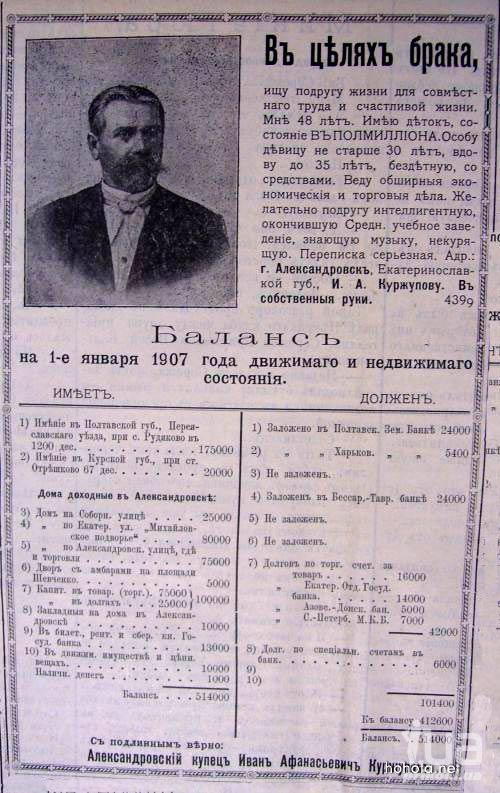 Въ цѣляхъ брака,
ищу подругу жизни для совмѣст-
наго труда и счастливой жизни.
Мнѣ 48 лѣтъ. Имѣю дѣтокъ, со-
стояніе ВЪ ПОЛМИЛЛІОНА. Особу
дѣвицу не старше 30 лѣтъ, вдо-
ву до 35 лѣтъ, бездѣтную, со
средствами. Веду обширныя эко-
номическія и торговыя дѣла. Же-
лательно подругу интеллигентную,
окончившую Средн. учебное заве-
деніе, знающую музыку, некуря-
щую. Переписка серьезная. Адр.:
г. Александровскъ, Екатеринослав-
кой губ., И. А. Куржупову. Въ
собственныя руки. 4399
Балансъ
на 1-е января 1907 года движимаго и недвижимаго
состоянія.
ИМѢЕТЪ.
1) Имѣніе въ Полтавской губ., Перея-
славскаго уѣзда, при с. Рудяково въ
1200 дес. . . . . . . . . . 175000
2) Имѣніе въ Курской губ., при ст.
Отрѣшково 67 дес. . . . . . . . 20000
Дома доходные въ Александровскѣ:
3) Домъ на Соборн. улицѣ . . . . 25000
4) „ по Екатер. ул. „Михайлов-
ское подворье“ . . . . . 80000
5) „ по Александровск. улицѣ, гдѣ
и торговля . . . . . . . . 75000
6) Дворъ съ амбарами на площади
Шевченко. . . . . . . . . 5000
7) Капит. въ товар. (торг.). 75000
„ въ долгахъ . . . 25000 } 100000
8) Закладныя на дома въ Алексан-
дровскѣ . . . . . . . . . 10000
9) Въ билет., рент. и сбер. кн. Го-
суд. банка . . . . . . . . 13000
10) Въ движим. имуществѣ и цѣнн.
вещахъ. . . . . . . . . . 10000
Наличн. денегъ . . . . . . . 1000
Балансъ . . . 514000
ДОЛЖЕНЪ.
1) Заложено въ Полтавск. Зем. Банкѣ 24000
2) „ „ Харьков. „ „ 5400
3) Не заложен.
4) Заложенъ въ Бессар.-Тавр. банкѣ 24000
5) Не заложен.
6) Не заложен.
7) Долговъ по торг. счет. за
товаръ . . . . . . . 16000
„ Екатер. Отд. Госуд.
банка. . . . . . . 14000
„ Азово.-Донск. бан. 5000
„ С.-Петерб. М.К.Б. 7000
42000
8) Долг. по спеціальн. счетамъ въ
банк. . . . . . . . . . 6000
9)
10)
101400
Къ балансу 412600
Балансъ. 514000
Съ подлиннымъ вѣрно:
Александровскій купецъ Иванъ Афанасьевичъ
hohota.net